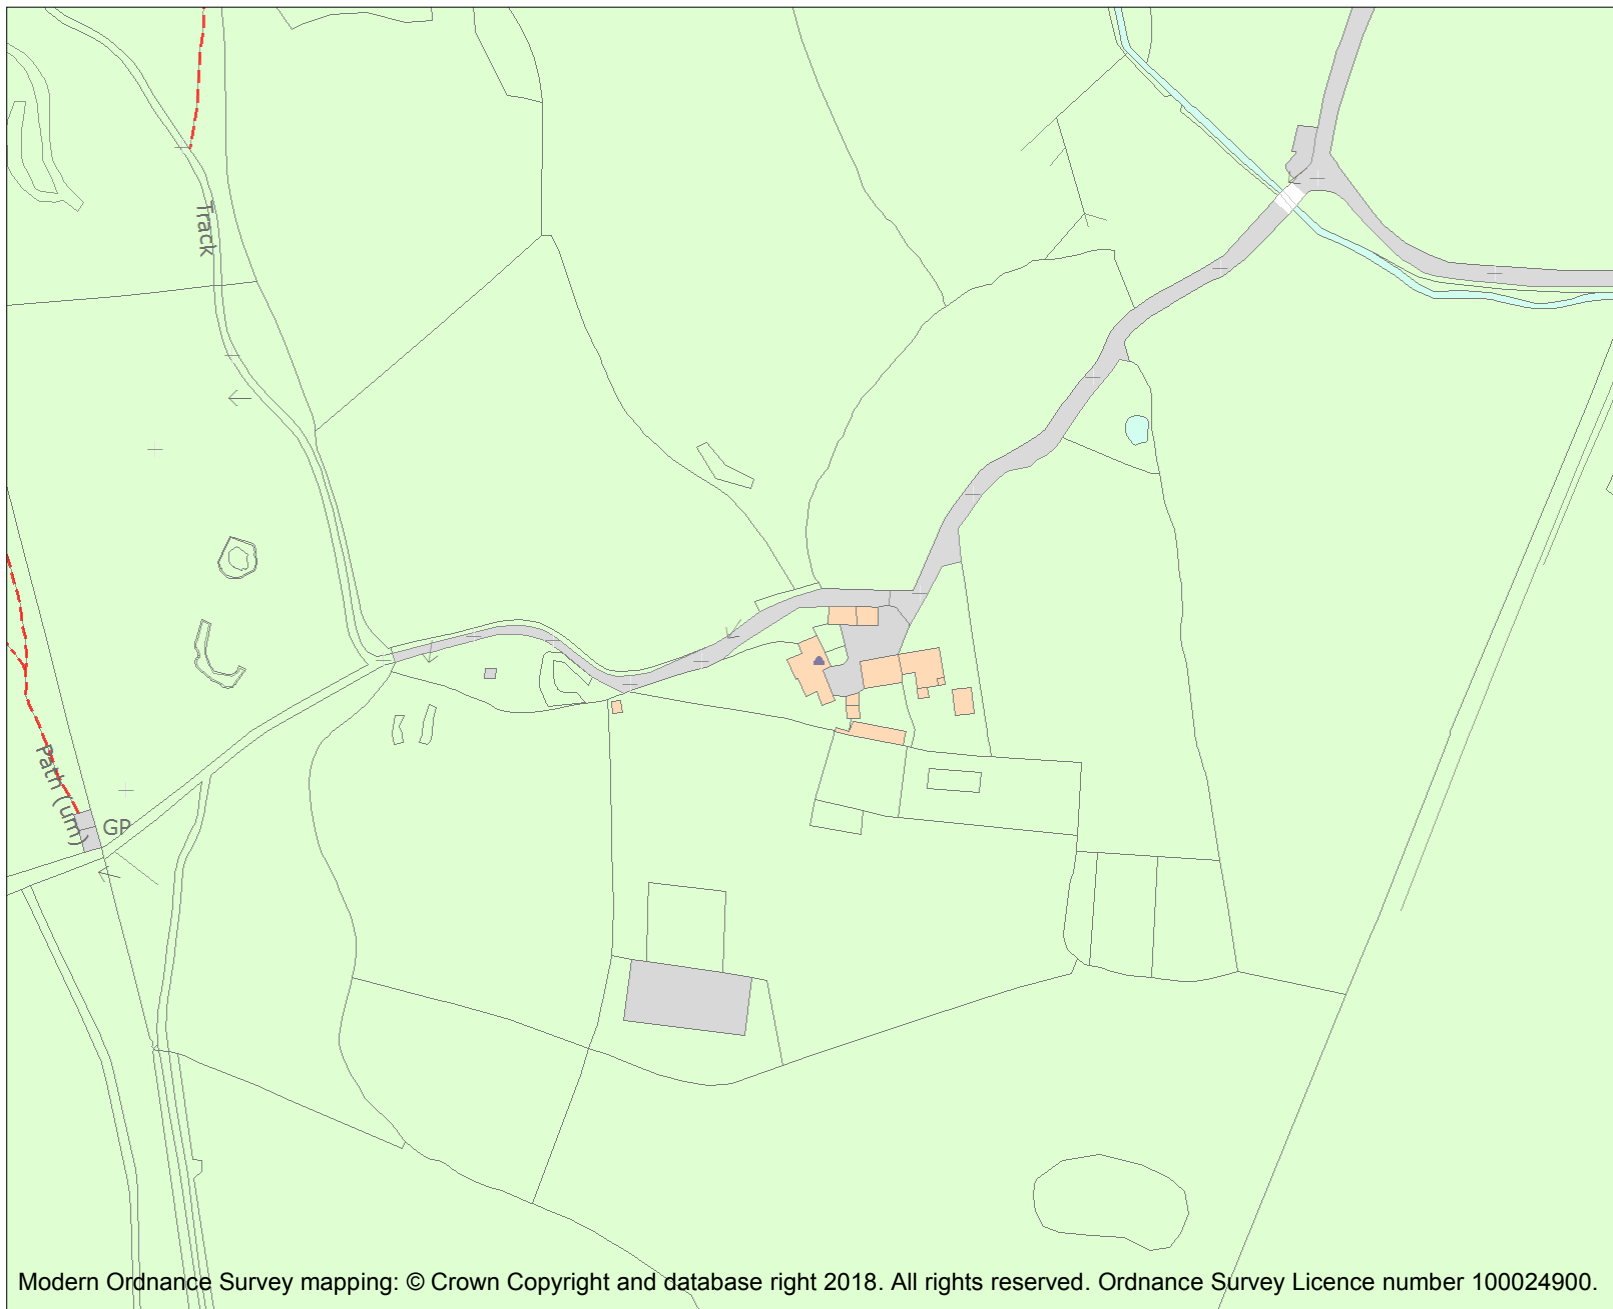 Track
Path (um)
GP
Modern Ordnance Survey mapping: © Crown Copyright and database right 2018. All rights reserved. Ordnance Survey Licence number 100024900.